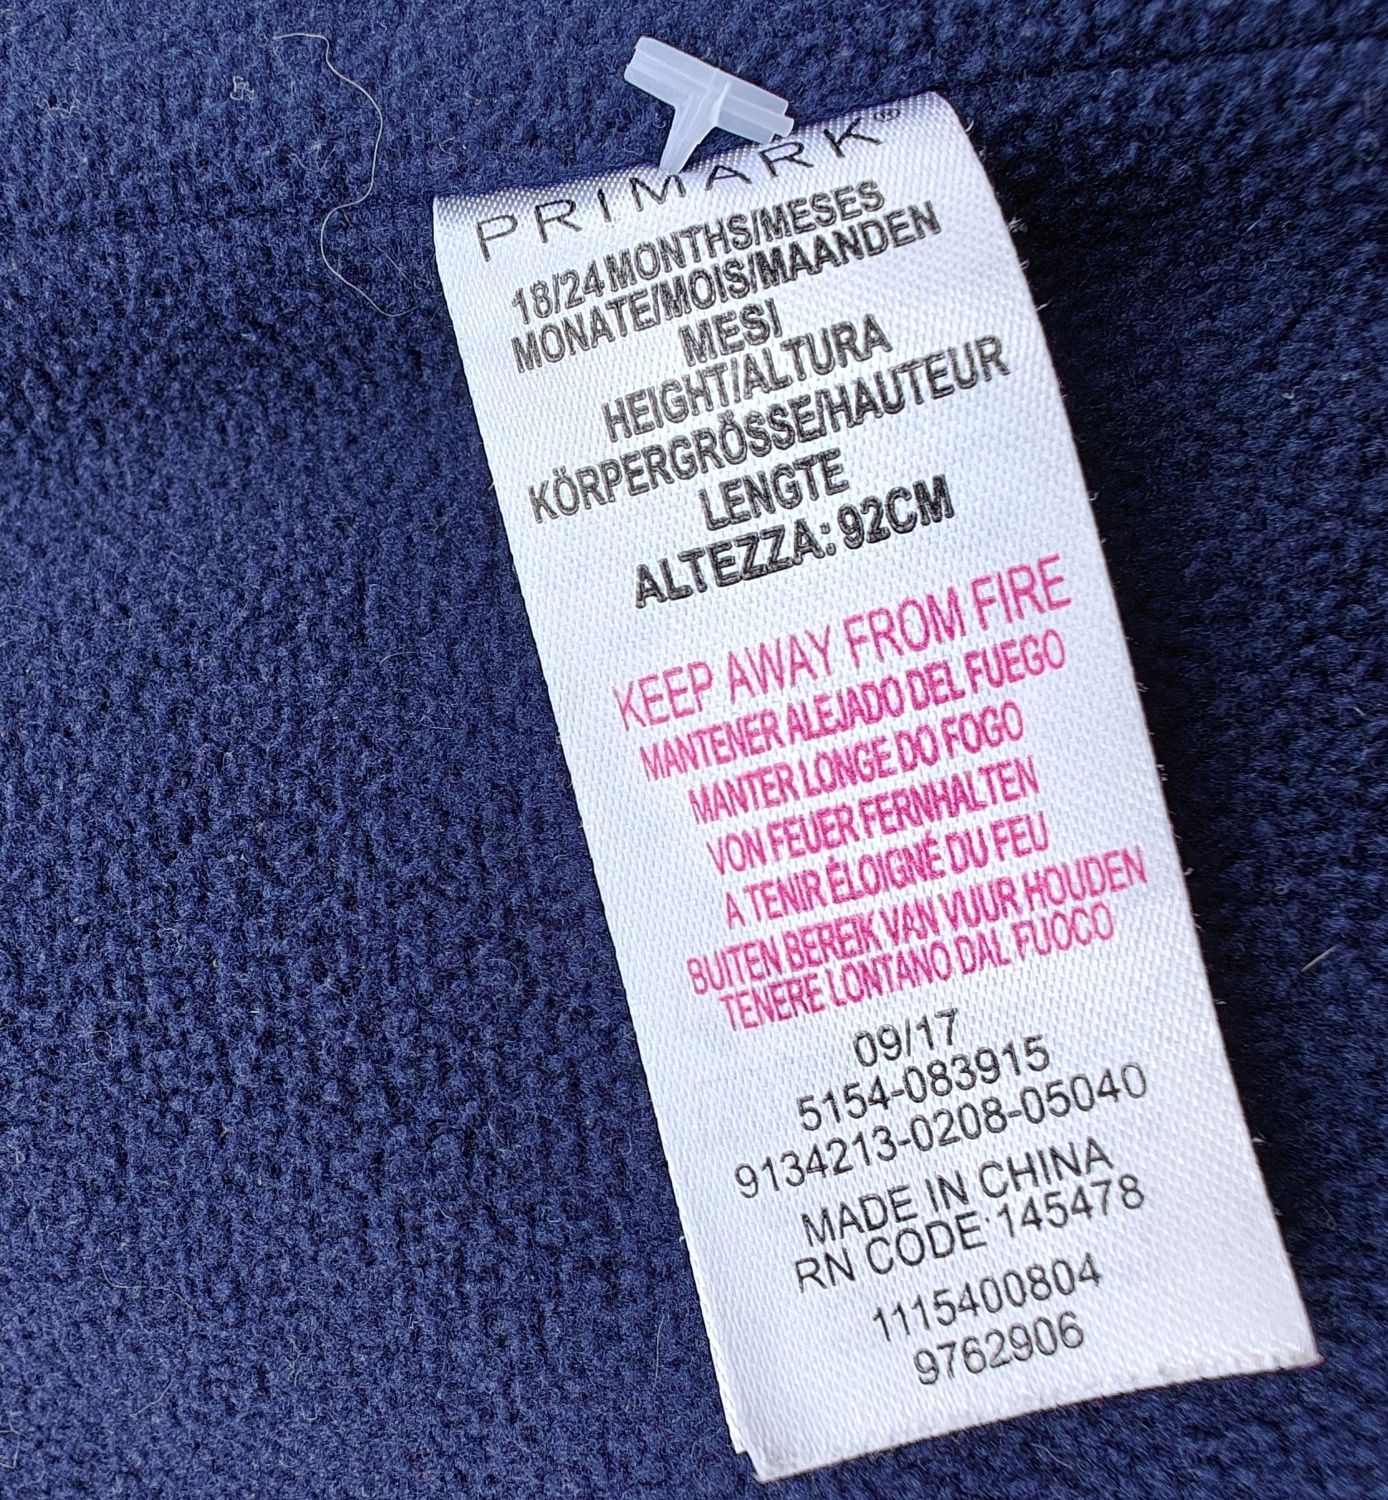 PRIMARK®
18/24 MONTHS/MESES
MONATE/MOIS/MAANDEN
MESI
HEIGHT/ALTURA
KÖRPERGRÖSSE/HAUTEUR
LENGTE
ALTEZZA: 92CM
KEEP AWAY FROM FIRE
MANTENER ALEJADO DEL FUEGO
MANTER LONGE DO FOGO
VON FEUER FERNHALTEN
A TENIR ÉLOIGNÉ DU FEU
BUITEN BEREIK VAN VUUR HOUDEN
TENERE LONTANO DAL FUOCO
09/17
5154-083915
9134213-0208-05040
MADE IN CHINA
RN CODE 145478
1115400804
9762906